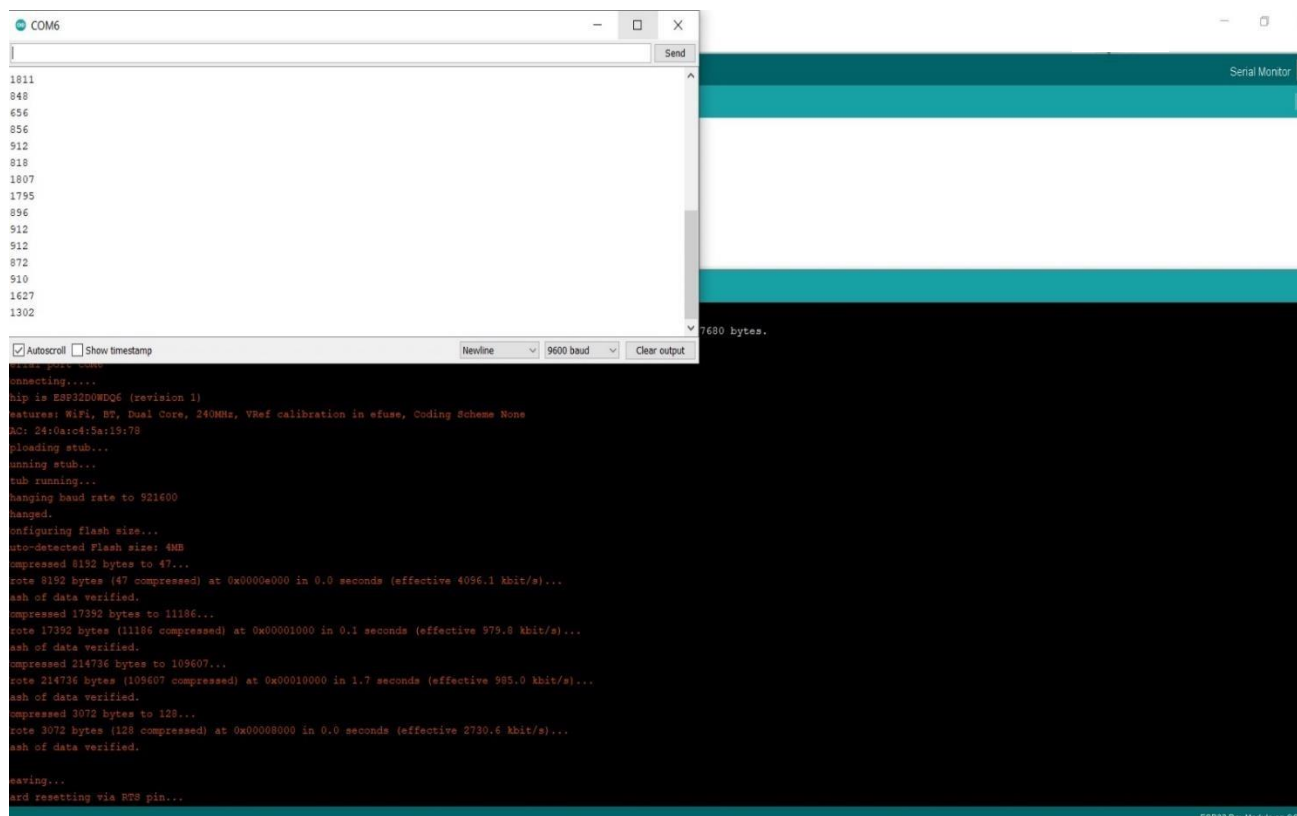 COM6
Send
Serial Monitor
1811
848
656
856
912
818
1807
1795
896
912
912
872
910
1627
1302
7680 bytes.
Autoscroll Show timestamp Newline 9600 baud Clear output
onnecting.....
hip is ESP32D0WDQ6 (revision 1)
eatures: WiFi, BT, Dual Core, 240MHz, VRef calibration in efuse, Coding Scheme None
AC: 24:0a:c4:5a:19:78
ploading stub...
unning stub...
tub running...
hanging baud rate to 921600
hanged.
onfiguring flash size...
uto-detected Flash size: 4MB
ompressed 8192 bytes to 47...
rote 8192 bytes (47 compressed) at 0x0000e000 in 0.0 seconds (effective 4096.1 kbit/s)...
ash of data verified.
ompressed 17392 bytes to 11186...
rote 17392 bytes (11186 compressed) at 0x00001000 in 0.1 seconds (effective 979.8 kbit/s)...
ash of data verified.
ompressed 214736 bytes to 109607...
rote 214736 bytes (109607 compressed) at 0x00010000 in 1.7 seconds (effective 985.0 kbit/s)...
ash of data verified.
ompressed 3072 bytes to 128...
rote 3072 bytes (128 compressed) at 0x00008000 in 0.0 seconds (effective 2730.6 kbit/s)...
ash of data verified.
eaving...
ard resetting via RTS pin...